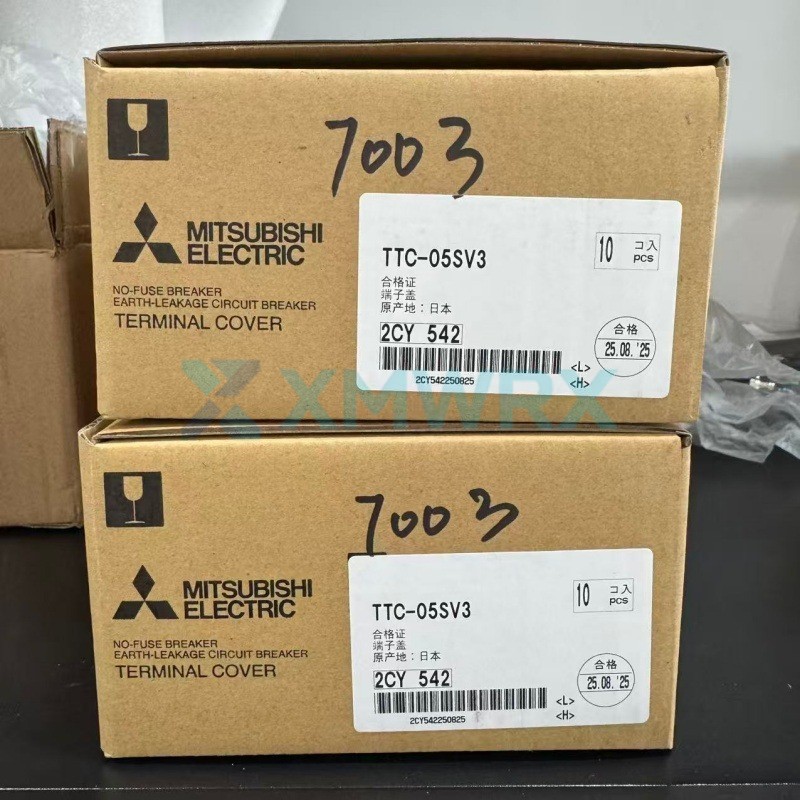 7003
MITSUBISHI
ELECTRIC
NO-FUSE BREAKER
EARTH-LEAKAGE CIRCUIT BREAKER
TERMINAL COVER
TTC-05SV3
10 コ入
pcs
合格证
端子盖
原产地：日本
2CY 542
合格
25.08.'25
2CY542250825
<L>
<H>
XMWRX
7003
MITSUBISHI
ELECTRIC
NO-FUSE BREAKER
EARTH-LEAKAGE CIRCUIT BREAKER
TERMINAL COVER
TTC-05SV3
10 コ入
pcs
合格证
端子盖
原产地：日本
2CY 542
合格
25.08.'25
2CY542250825
<L>
<H>